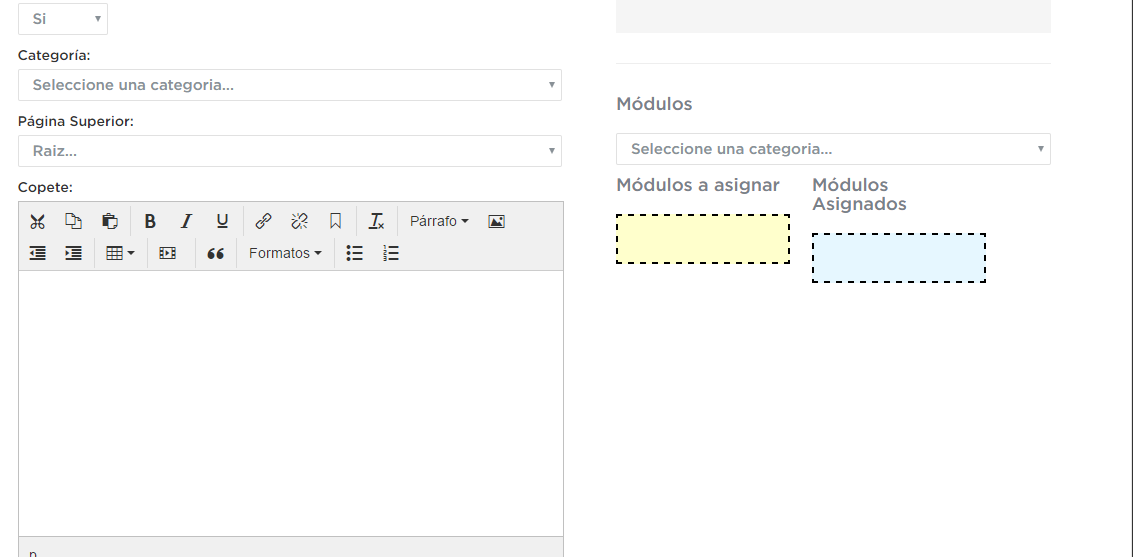 Si
Categoría:
Seleccione una categoria...
Página Superior:
Raiz...
Copete:
B I U Párrafo
Formatos
p
Módulos
Seleccione una categoria...
Módulos a asignar
Módulos
Asignados